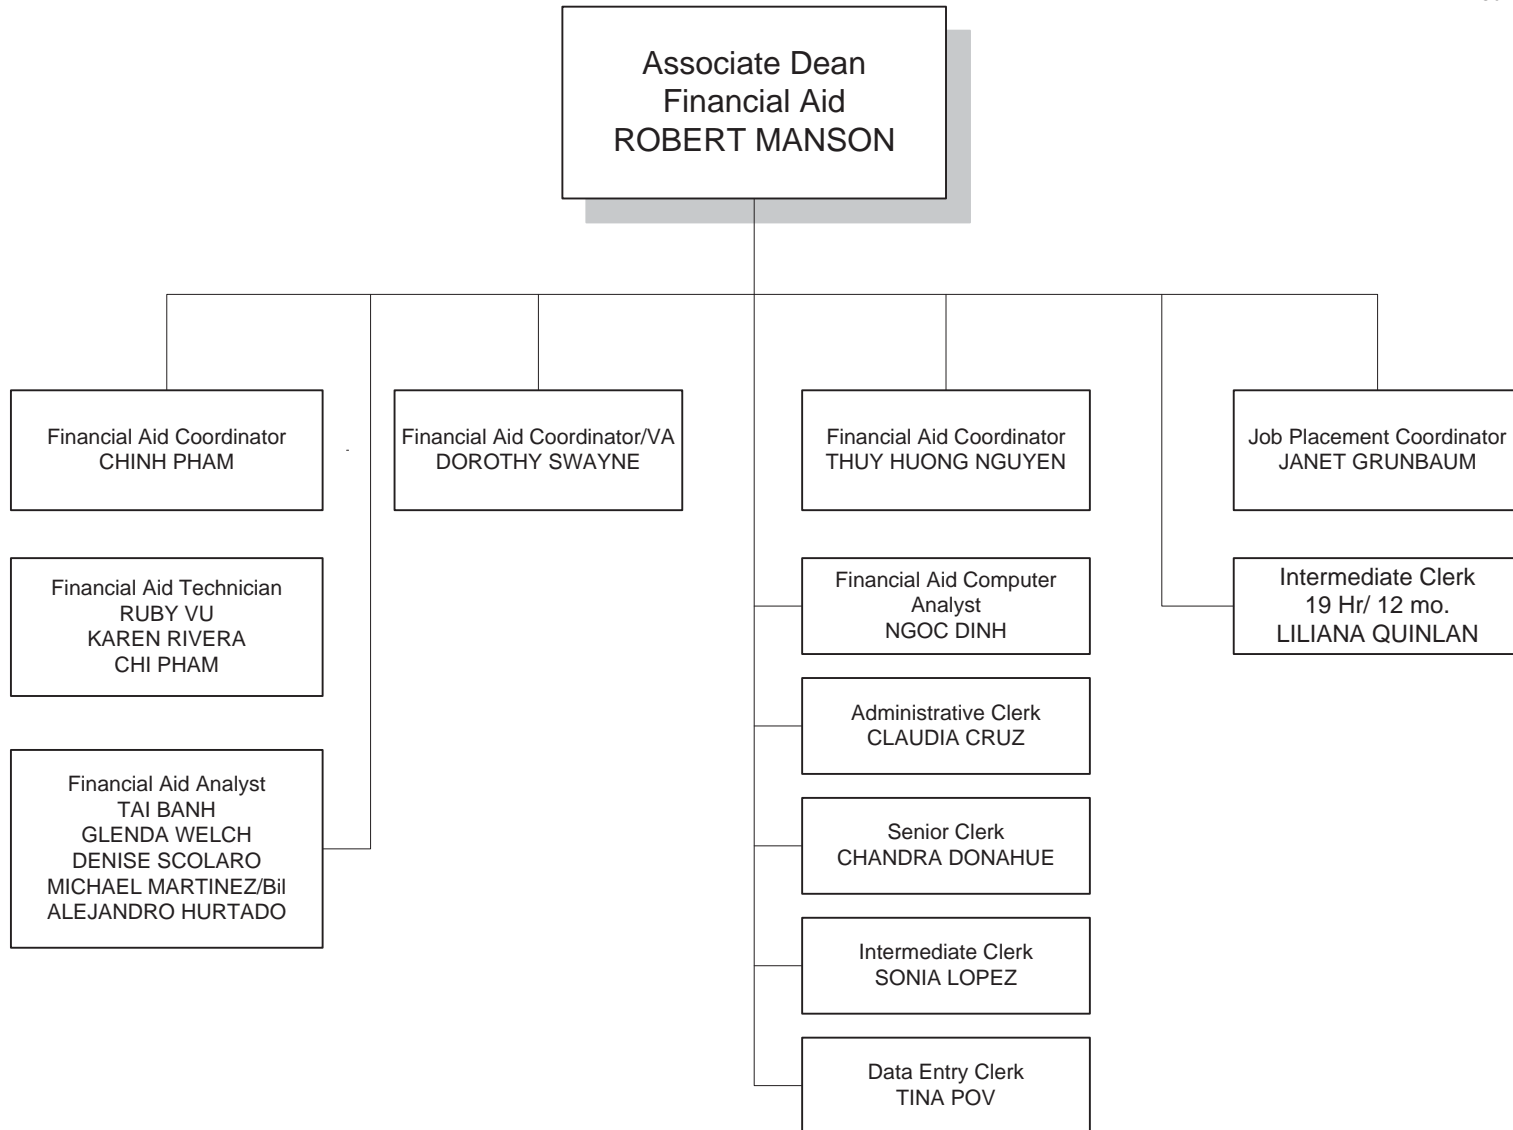 Associate Dean
Financial Aid
ROBERT MANSON
Financial Aid Coordinator
CHINH PHAM
Financial Aid Coordinator/VA
DOROTHY SWAYNE
Financial Aid Coordinator
THUY HUONG NGUYEN
Job Placement Coordinator
JANET GRUNBAUM
Financial Aid Technician
RUBY VU
KAREN RIVERA
CHI PHAM
Financial Aid Computer
Analyst
NGOC DINH
Intermediate Clerk
19 Hr/ 12 mo.
LILIANA QUINLAN
Administrative Clerk
CLAUDIA CRUZ
Financial Aid Analyst
TAI BANH
GLENDA WELCH
DENISE SCOLARO
MICHAEL MARTINEZ/Bil
ALEJANDRO HURTADO
Senior Clerk
CHANDRA DONAHUE
Intermediate Clerk
SONIA LOPEZ
Data Entry Clerk
TINA POV